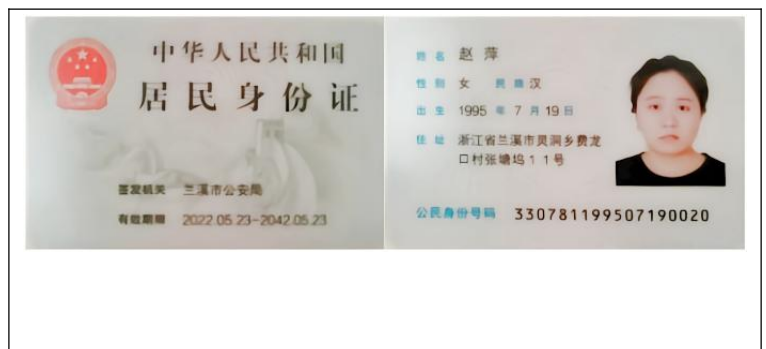 中华人民共和国
居民身份证
签发机关 兰溪市公安局
有效期限 2022.05.23-2042.05.23
姓名 赵萍
性别 女 民族 汉
出生 1995 年 7 月 19 日
住址 浙江省兰溪市灵洞乡费龙
口村张塘坞11号
公民身份号码 330781199507190020